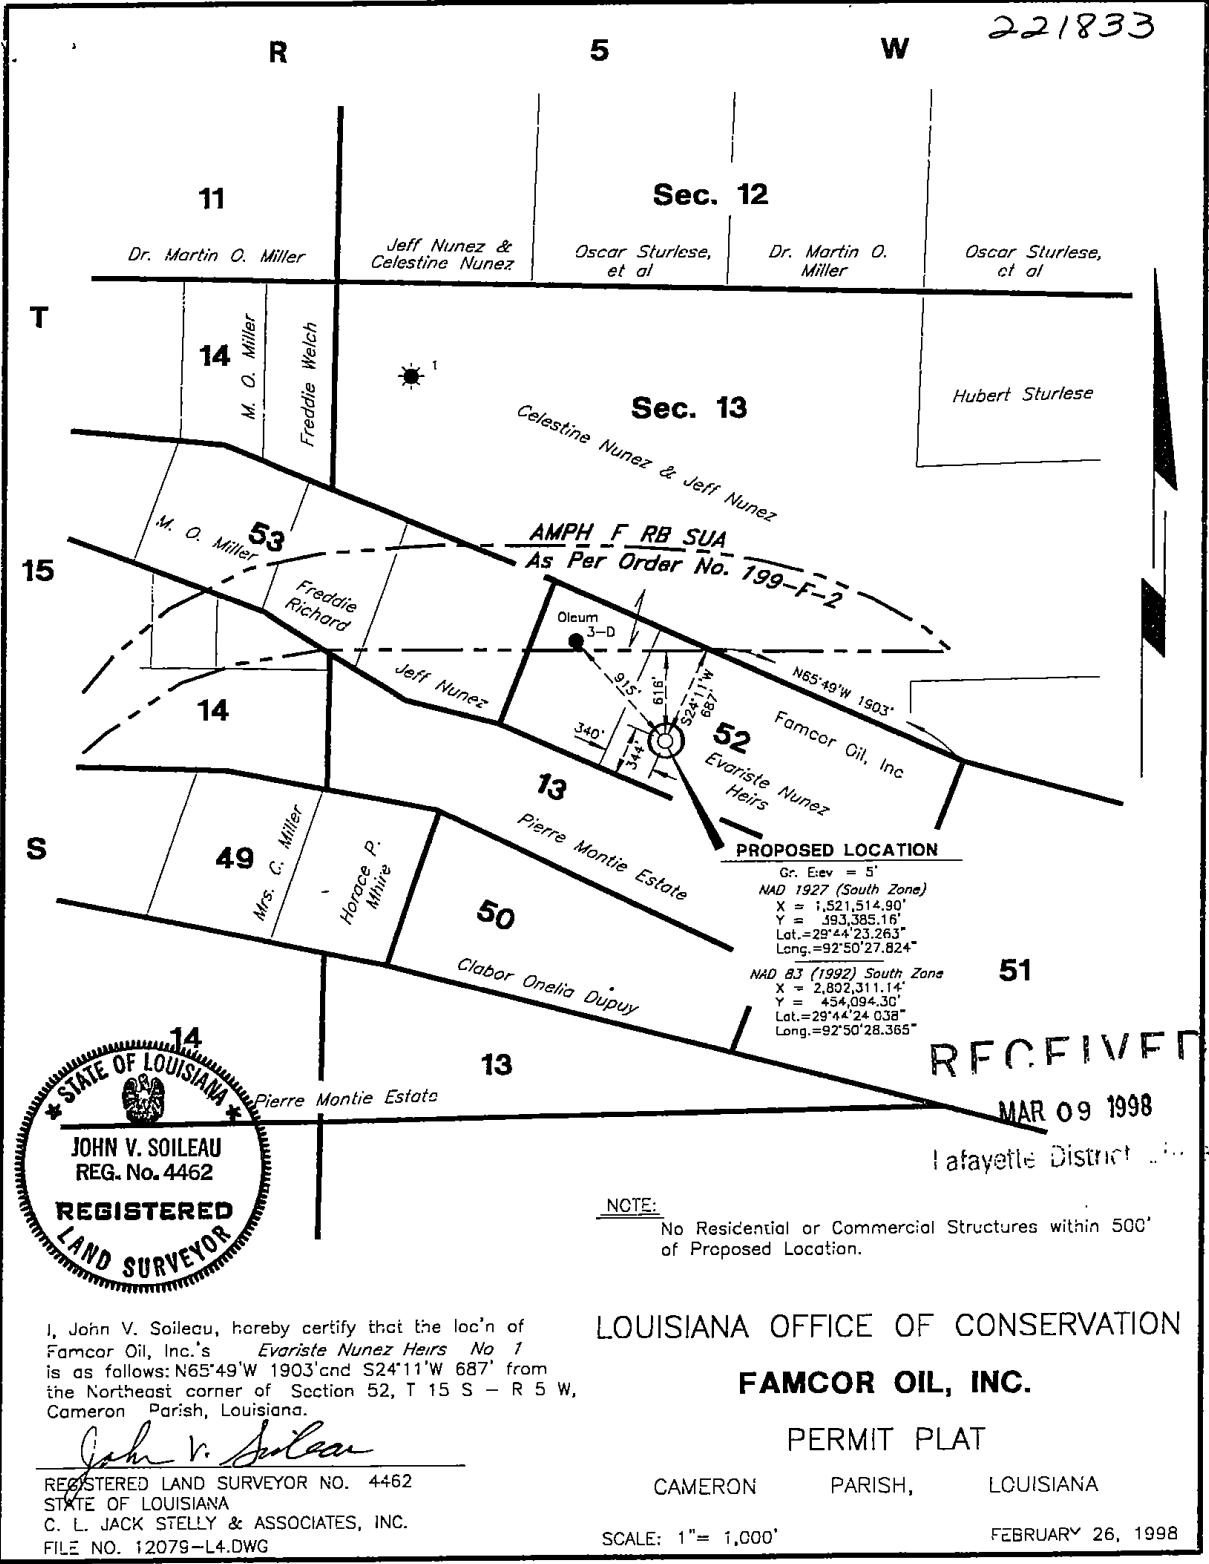 221833
R 5 W
11
Sec. 12
Dr. Martin O. Miller
Jeff Nunez &
Celestine Nunez
Oscar Sturlese,
et al
Dr. Martin O.
Miller
Oscar Sturlese,
et al
T
14
M. O. Miller
Freddie Welch
1
Sec. 13
Hubert Sturlese
Celestine Nunez & Jeff Nunez
53
M. O. Miller
AMPH F RB SUA
As Per Order No. 199-F-2
15
Freddie
Richard
Oleum
3-D
Jeff Nunez
915'
616'
S24°11'W
687'
N65°49'W 1903'
14
340'
344'
52
Famcor Oil, Inc
Evariste Nunez
Heirs
13
Pierre Montie Estate
S
49
Mrs. C. Miller
Horace P.
Mhire
50
Clabor Onelia Dupuy
PROPOSED LOCATION
Gr. Elev = 5'
NAD 1927 (South Zone)
X = 1,521,514.90'
Y = 393,385.16'
Lat.=29°44'23.263"
Long.=92°50'27.824"
NAD 83 (1992) South Zone
X = 2,802,311.14'
Y = 454,094.30'
Lat.=29°44'24 038"
Long.=92°50'28.365"
51
14
13
Pierre Montie Estate
RECEIVED
MAR 09 1998
Lafayette District
STATE OF LOUISIANA
JOHN V. SOILEAU
REG. No. 4462
REGISTERED
LAND SURVEYOR
NOTE:
No Residential or Commercial Structures within 500'
of Proposed Location.
I, John V. Soileau, hereby certify that the loc'n of
Famcor Oil, Inc.'s Evariste Nunez Heirs No 1
is as follows: N65°49'W 1903'and S24°11'W 687' from
the Northeast corner of Section 52, T 15 S - R 5 W,
Cameron Parish, Louisiana.
John V. Soileau
REGISTERED LAND SURVEYOR NO. 4462
STATE OF LOUISIANA
C. L. JACK STELLY & ASSOCIATES, INC.
FILE NO. 12079-L4.DWG
LOUISIANA OFFICE OF CONSERVATION
FAMCOR OIL, INC.
PERMIT PLAT
CAMERON PARISH, LOUISIANA
SCALE: 1"= 1,000'
FEBRUARY 26, 1998